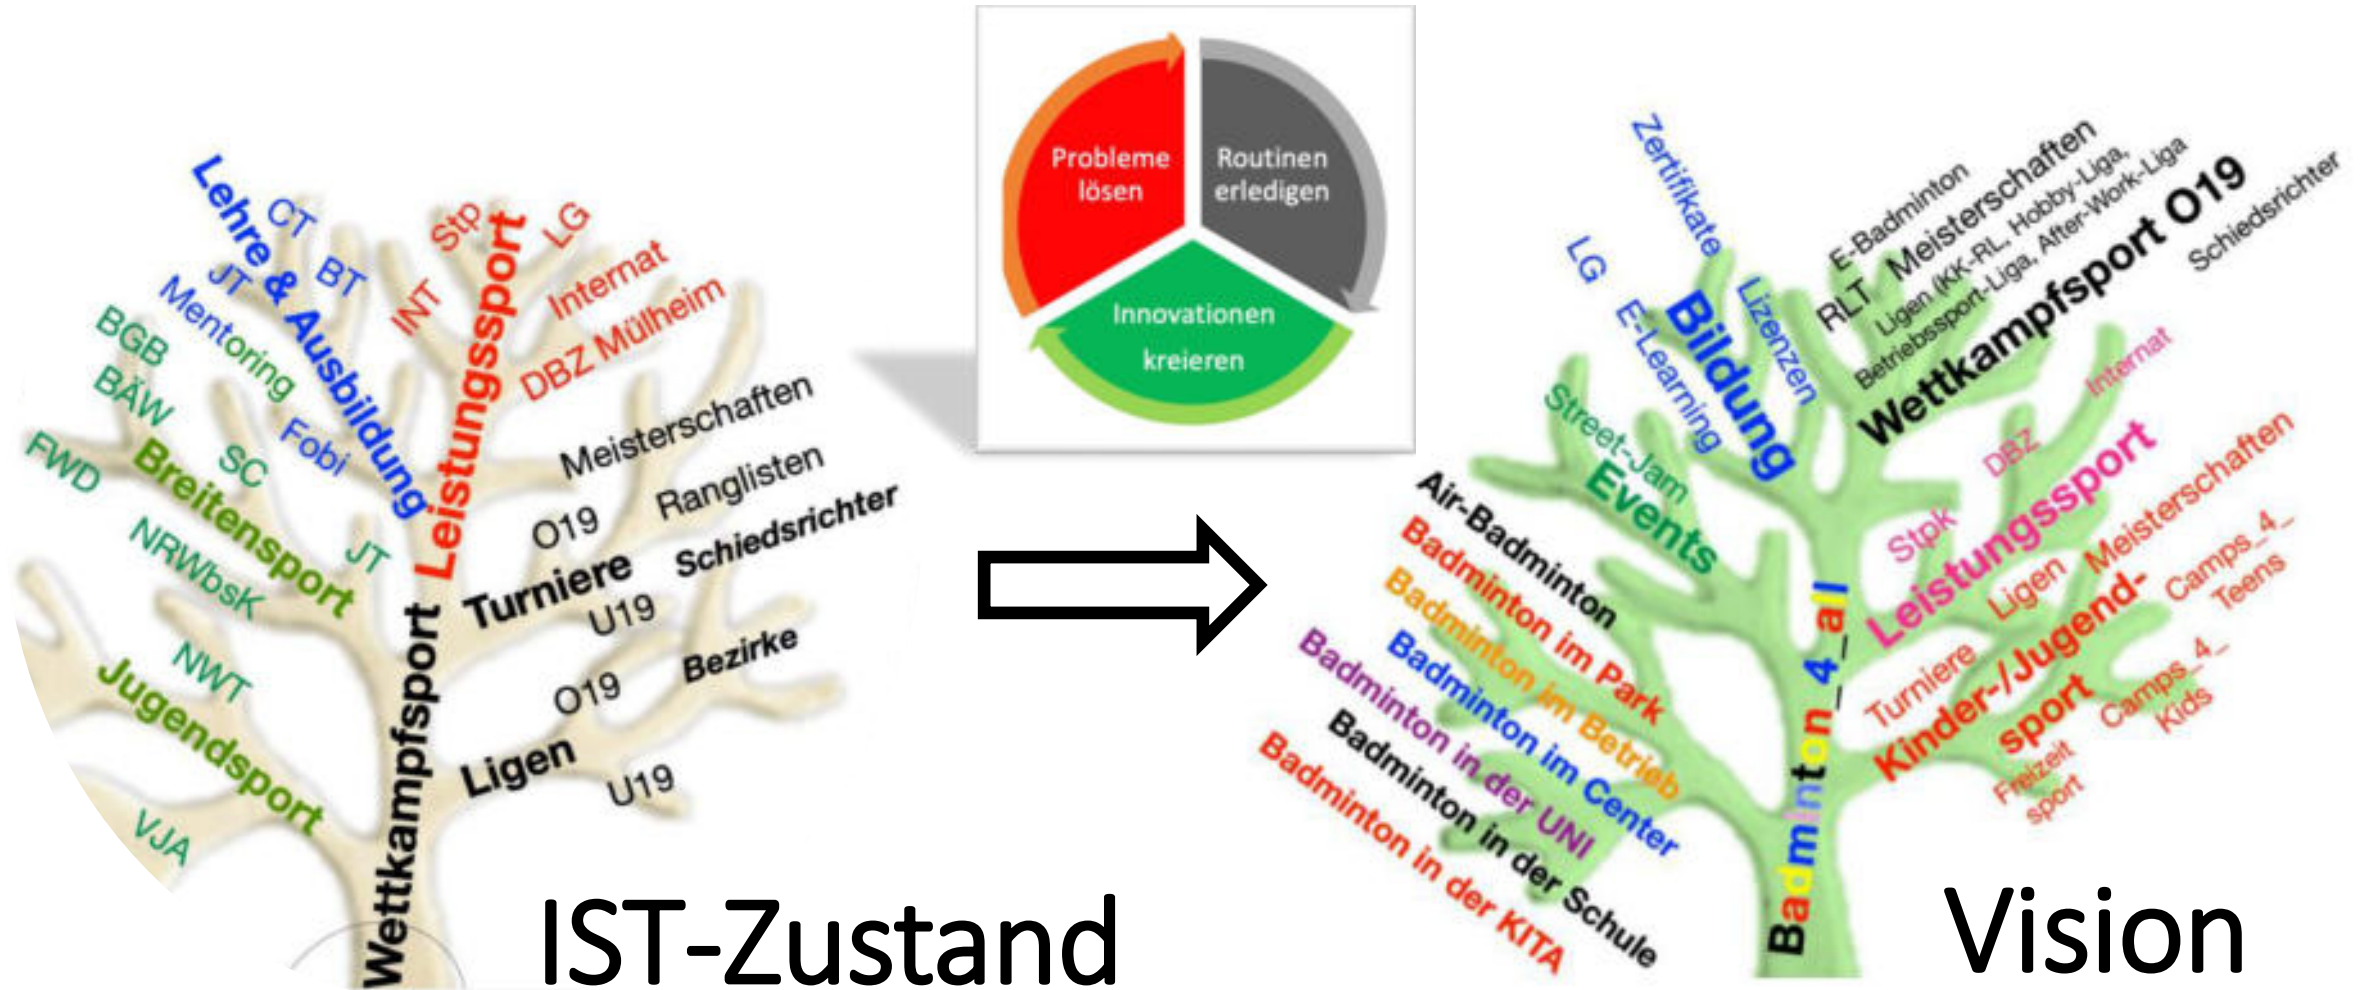 Lehre & Ausbildung
CT
BT
JT
Mentoring
Fobi
BGB
BÄW
FWD
SC
Breitensport
JT
NRWbsK
NWT
Jugendsport
VJA
Stp
LG
INT
Leistungssport
Internat
DBZ Mülheim
Meisterschaften
Ranglisten
O19
Turniere
Schiedsrichter
U19
Bezirke
O19
Ligen
U19
Wettkampfsport
IST-Zustand
Probleme
lösen
Routinen
erledigen
Innovationen
kreieren
Zertifikate
LG
E-Learning
Bildung
Lizenzen
E-Badminton
RLT Meisterschaften
Ligen (KK-RL, Hobby-Liga,
Betriebssport-Liga, After-Work-Liga
Wettkampfsport O19
Schiedsrichter
Street-Jam
Events
Internat
DBZ
Stpk
Leistungssport
Meisterschaften
Ligen
Turniere
Kinder-/Jugend-
sport
Camps_4_
Teens
Camps_4_
Kids
Freizeit
sport
Air-Badminton
Badminton im Park
Badminton im Betrieb
Badminton im Center
Badminton in der UNI
Badminton in der Schule
Badminton in der KITA
Badminton_4_all
Vision